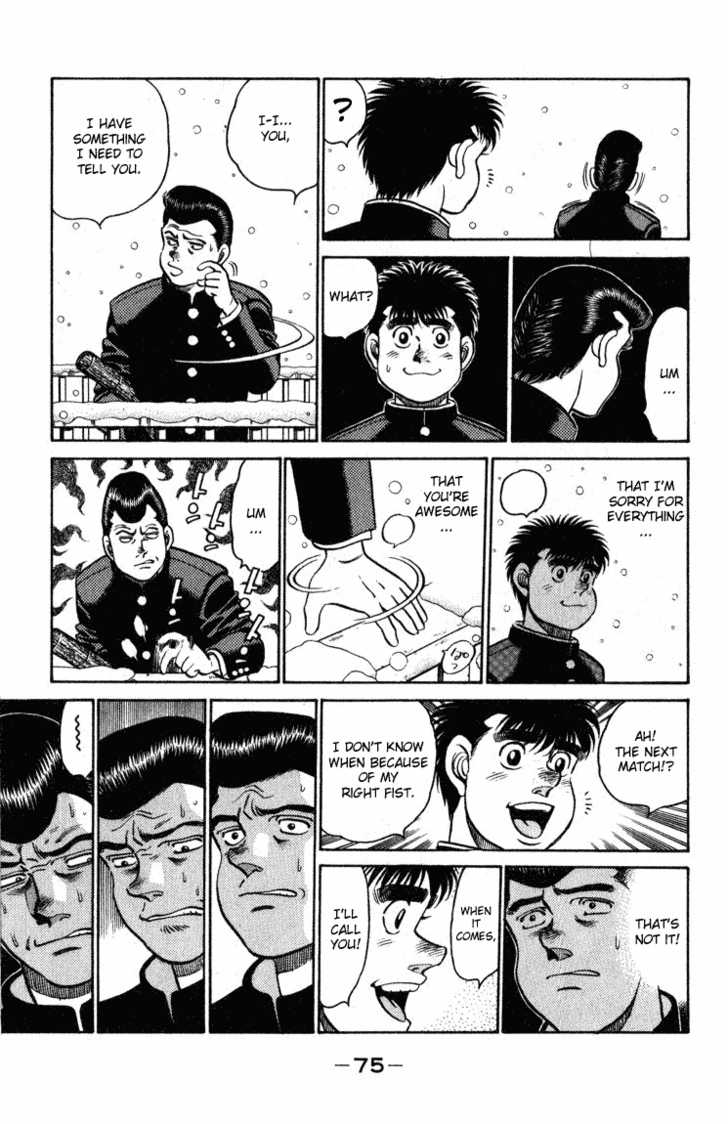 ?
UM
...
WHAT?
I-I...
YOU,
I HAVE
SOMETHING
I NEED TO
TELL YOU.
THAT I'M
SORRY FOR
EVERYTHING
...
THAT
YOU'RE
AWESOME
...
UM
...
AH!
THE NEXT
MATCH!?
I DON'T KNOW
WHEN BECAUSE
OF MY
RIGHT FIST.
THAT'S
NOT IT!
WHEN
IT
COMES,
I'LL
CALL
YOU!
— 75 —